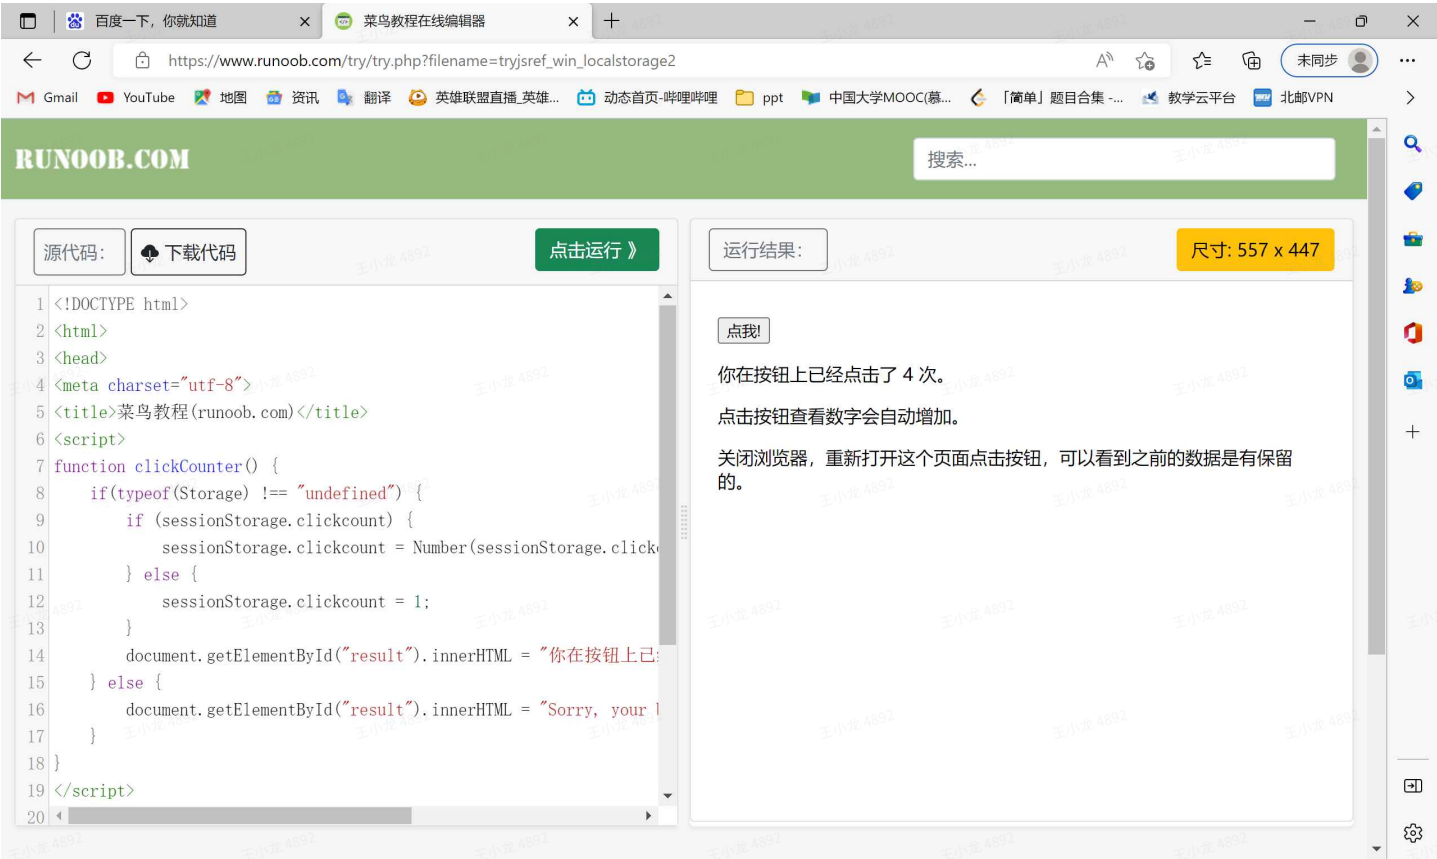 百度一下，你就知道
菜鸟教程在线编辑器
https://www.runoob.com/try/try.php?filename=tryjsref_win_localstorage2
未同步
Gmail YouTube 地图 资讯 翻译 英雄联盟直播_英雄... 动态首页-哔哩哔哩 ppt 中国大学MOOC(慕... 「简单」题目合集 -... 教学云平台 北邮VPN
RUNOOB.COM
搜索...
源代码： 下载代码 点击运行 》
运行结果： 尺寸: 557 x 447
1 <!DOCTYPE html>
2 <html>
3 <head>
4 <meta charset="utf-8">
5 <title>菜鸟教程(runoob.com)</title>
6 <script>
7 function clickCounter() {
8 if(typeof(Storage) !== "undefined") {
9 if (sessionStorage.clickcount) {
10 sessionStorage.clickcount = Number(sessionStorage.click
11 } else {
12 sessionStorage.clickcount = 1;
13 }
14 document.getElementById("result").innerHTML = "你在按钮上已
15 } else {
16 document.getElementById("result").innerHTML = "Sorry, your
17 }
18 }
19 </script>
20
点我!
你在按钮上已经点击了 4 次。
点击按钮查看数字会自动增加。
关闭浏览器，重新打开这个页面点击按钮，可以看到之前的数据是有保留
的。
王小龙 4892